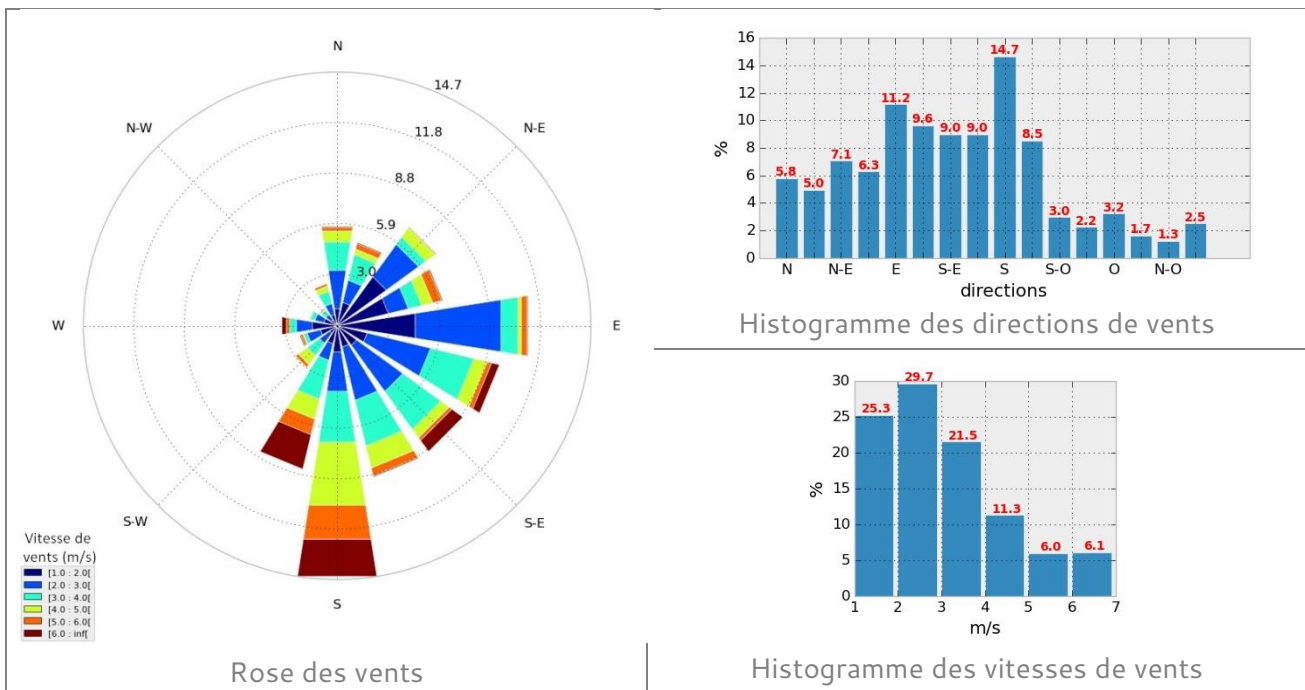 N
14.7
N-W
N-E
11.8
8.8
5.9
3.0
W
E
S-W
S-E
S
Vitesse de
vents (m/s)
[1.0 : 2.0[
[2.0 : 3.0[
[3.0 : 4.0[
[4.0 : 5.0[
[5.0 : 6.0[
[6.0 : inf[
Rose des vents
16
14
12
10
8
6
4
2
0
%
5.8
5.0
7.1
6.3
11.2
9.6
9.0
9.0
14.7
8.5
3.0
2.2
3.2
1.7
1.3
2.5
N N-E E S-E S S-O O N-O
directions
Histogramme des directions de vents
30
25
20
15
10
5
0
%
25.3
29.7
21.5
11.3
6.0
6.1
1 2 3 4 5 6 7
m/s
Histogramme des vitesses de vents